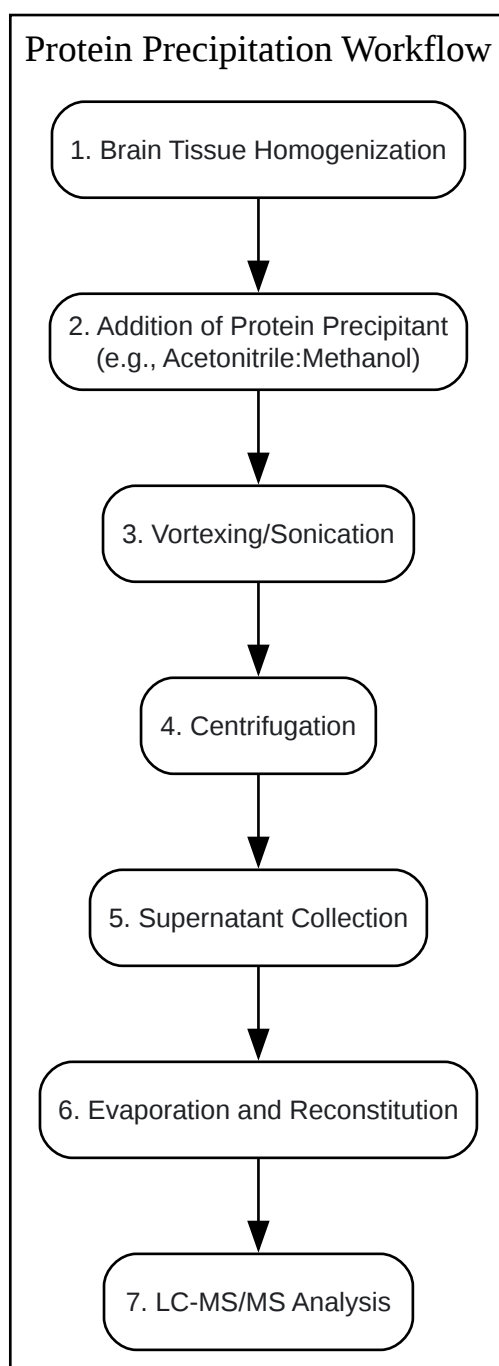 Protein Precipitation Workflow
1. Brain Tissue Homogenization
2. Addition of Protein Precipitant
(e.g., Acetonitrile:Methanol)
3. Vortexing/Sonication
4. Centrifugation
5. Supernatant Collection
6. Evaporation and Reconstitution
7. LC-MS/MS Analysis